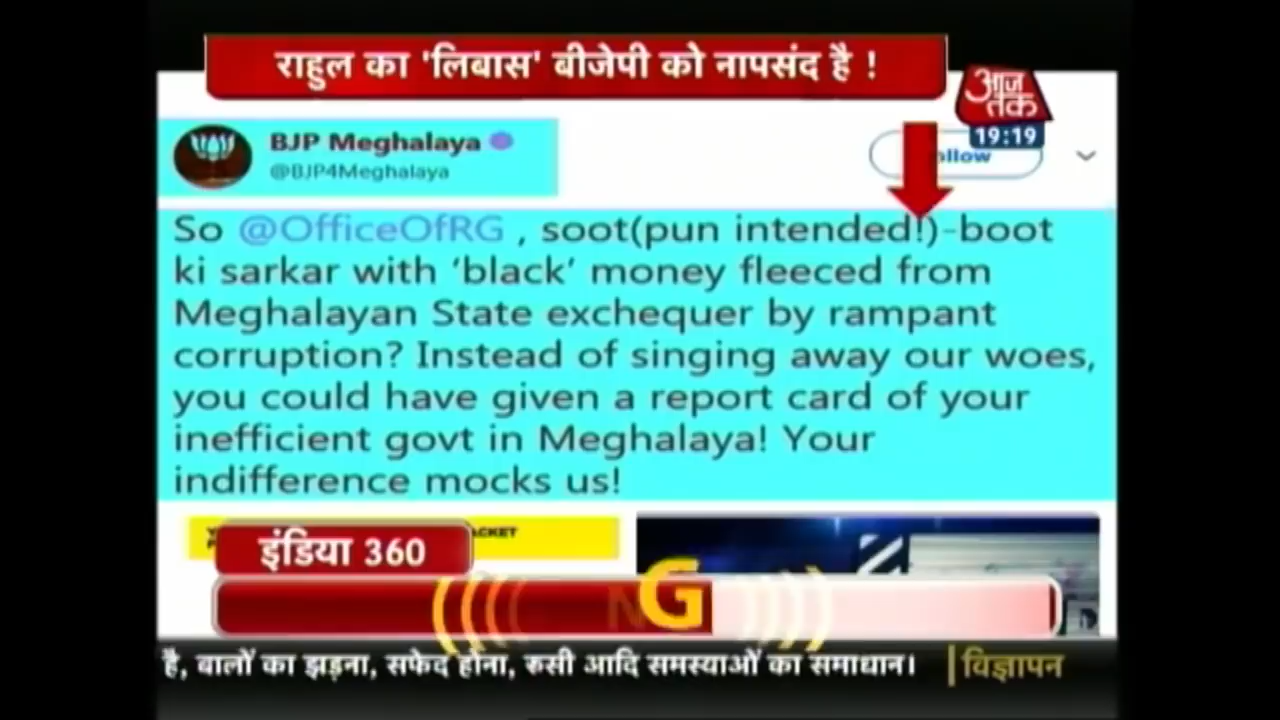 राहुल का 'लिबास' बीजेपी को नापसंद है !
आज
तक
19:19
BJP Meghalaya
@BJP4Meghalaya
ollow
So @OfficeOfRG , soot(pun intended!)-boot
ki sarkar with ‘black’ money fleeced from
Meghalayan State exchequer by rampant
corruption? Instead of singing away our woes,
you could have given a report card of your
inefficient govt in Meghalaya! Your
indifference mocks us!
ACKET
इंडिया 360
G
है, बालों का झड़ना, सफेद होना, रुसी आदि समस्याओं का समाधान।
विज्ञापन